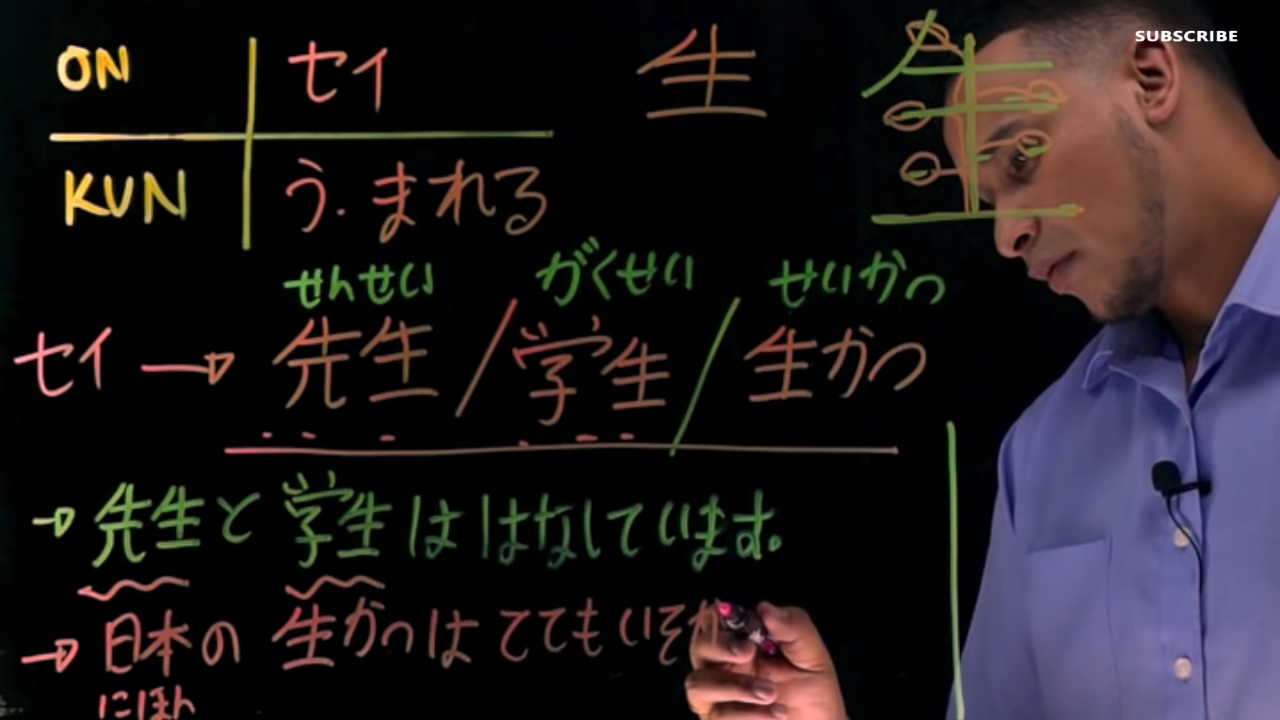 SUBSCRIBE
ON セイ 生 生
KUN う.まれる
せんせい がくせい せいかつ
セイ → 先生 / 学生 / 生かつ
→ 先生と学生ははなしています。
→ 日本の生かつはててもいそが
にほん